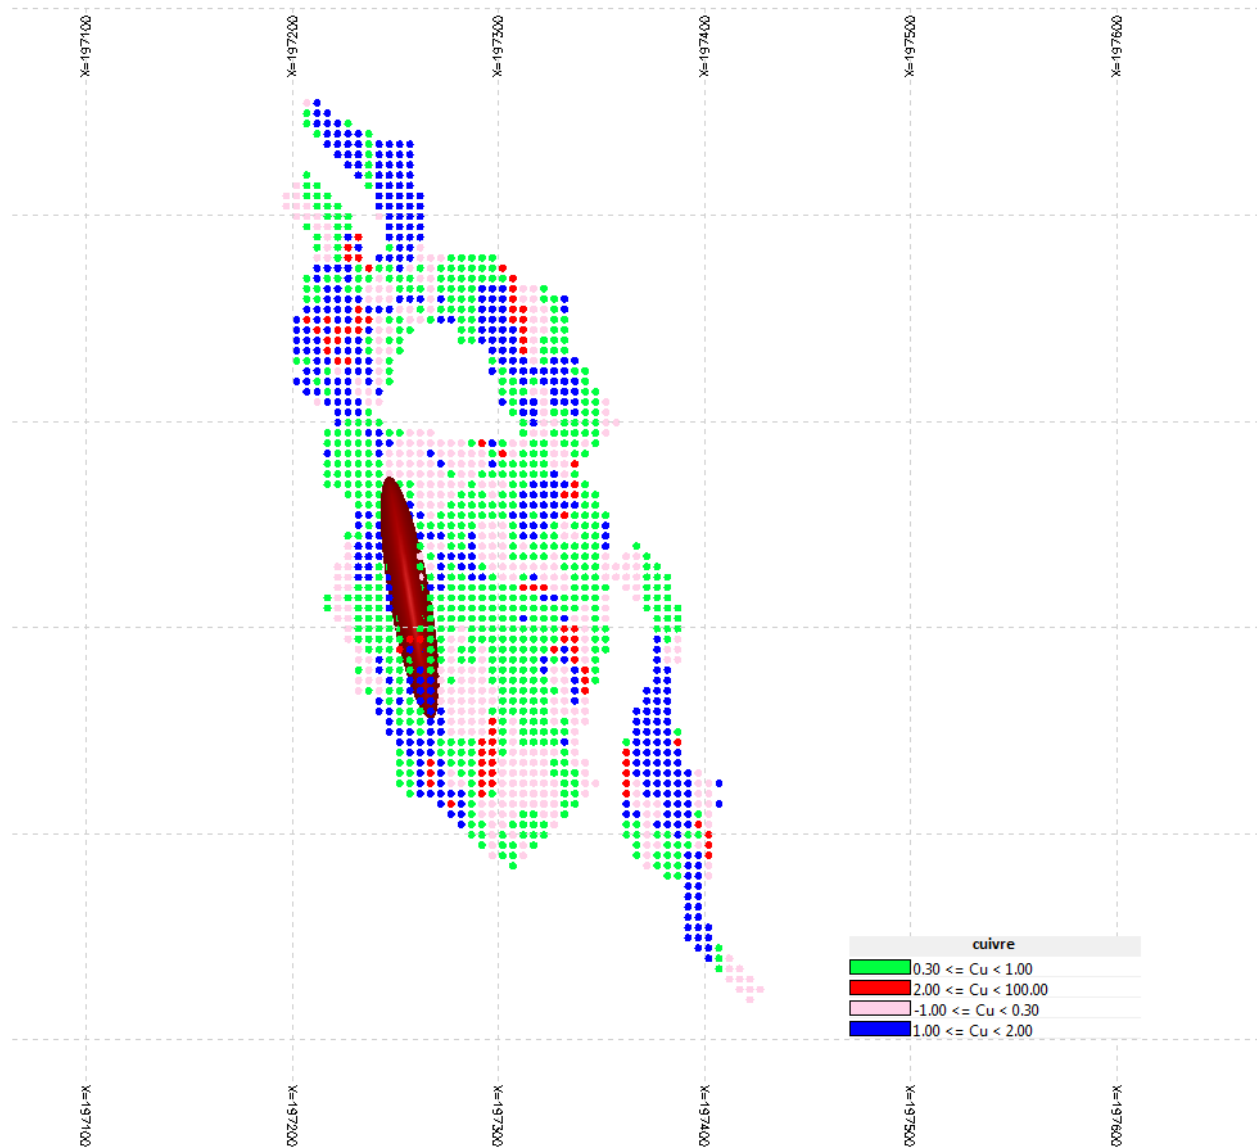 X=197100
X=197200
X=197300
X=197400
X=197500
X=197600
cuivre
0.30 <= Cu < 1.00
2.00 <= Cu < 100.00
-1.00 <= Cu < 0.30
1.00 <= Cu < 2.00
X=197100
X=197200
X=197300
X=197400
X=197500
X=197600